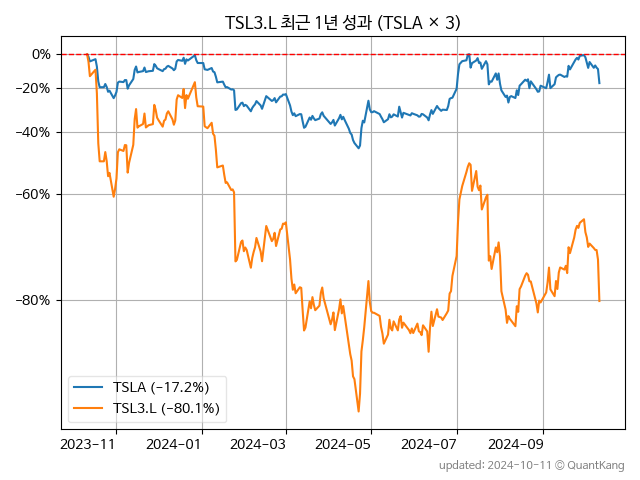 TSL3.L 최근 1년 성과 (TSLA × 3)
0%
−20%
−40%
−60%
−80%
TSLA (−17.2%)
TSL3.L (−80.1%)
2023−11
2024−01
2024−03
2024−05
2024−07
2024−09
updated: 2024-10-11 © QuantKang